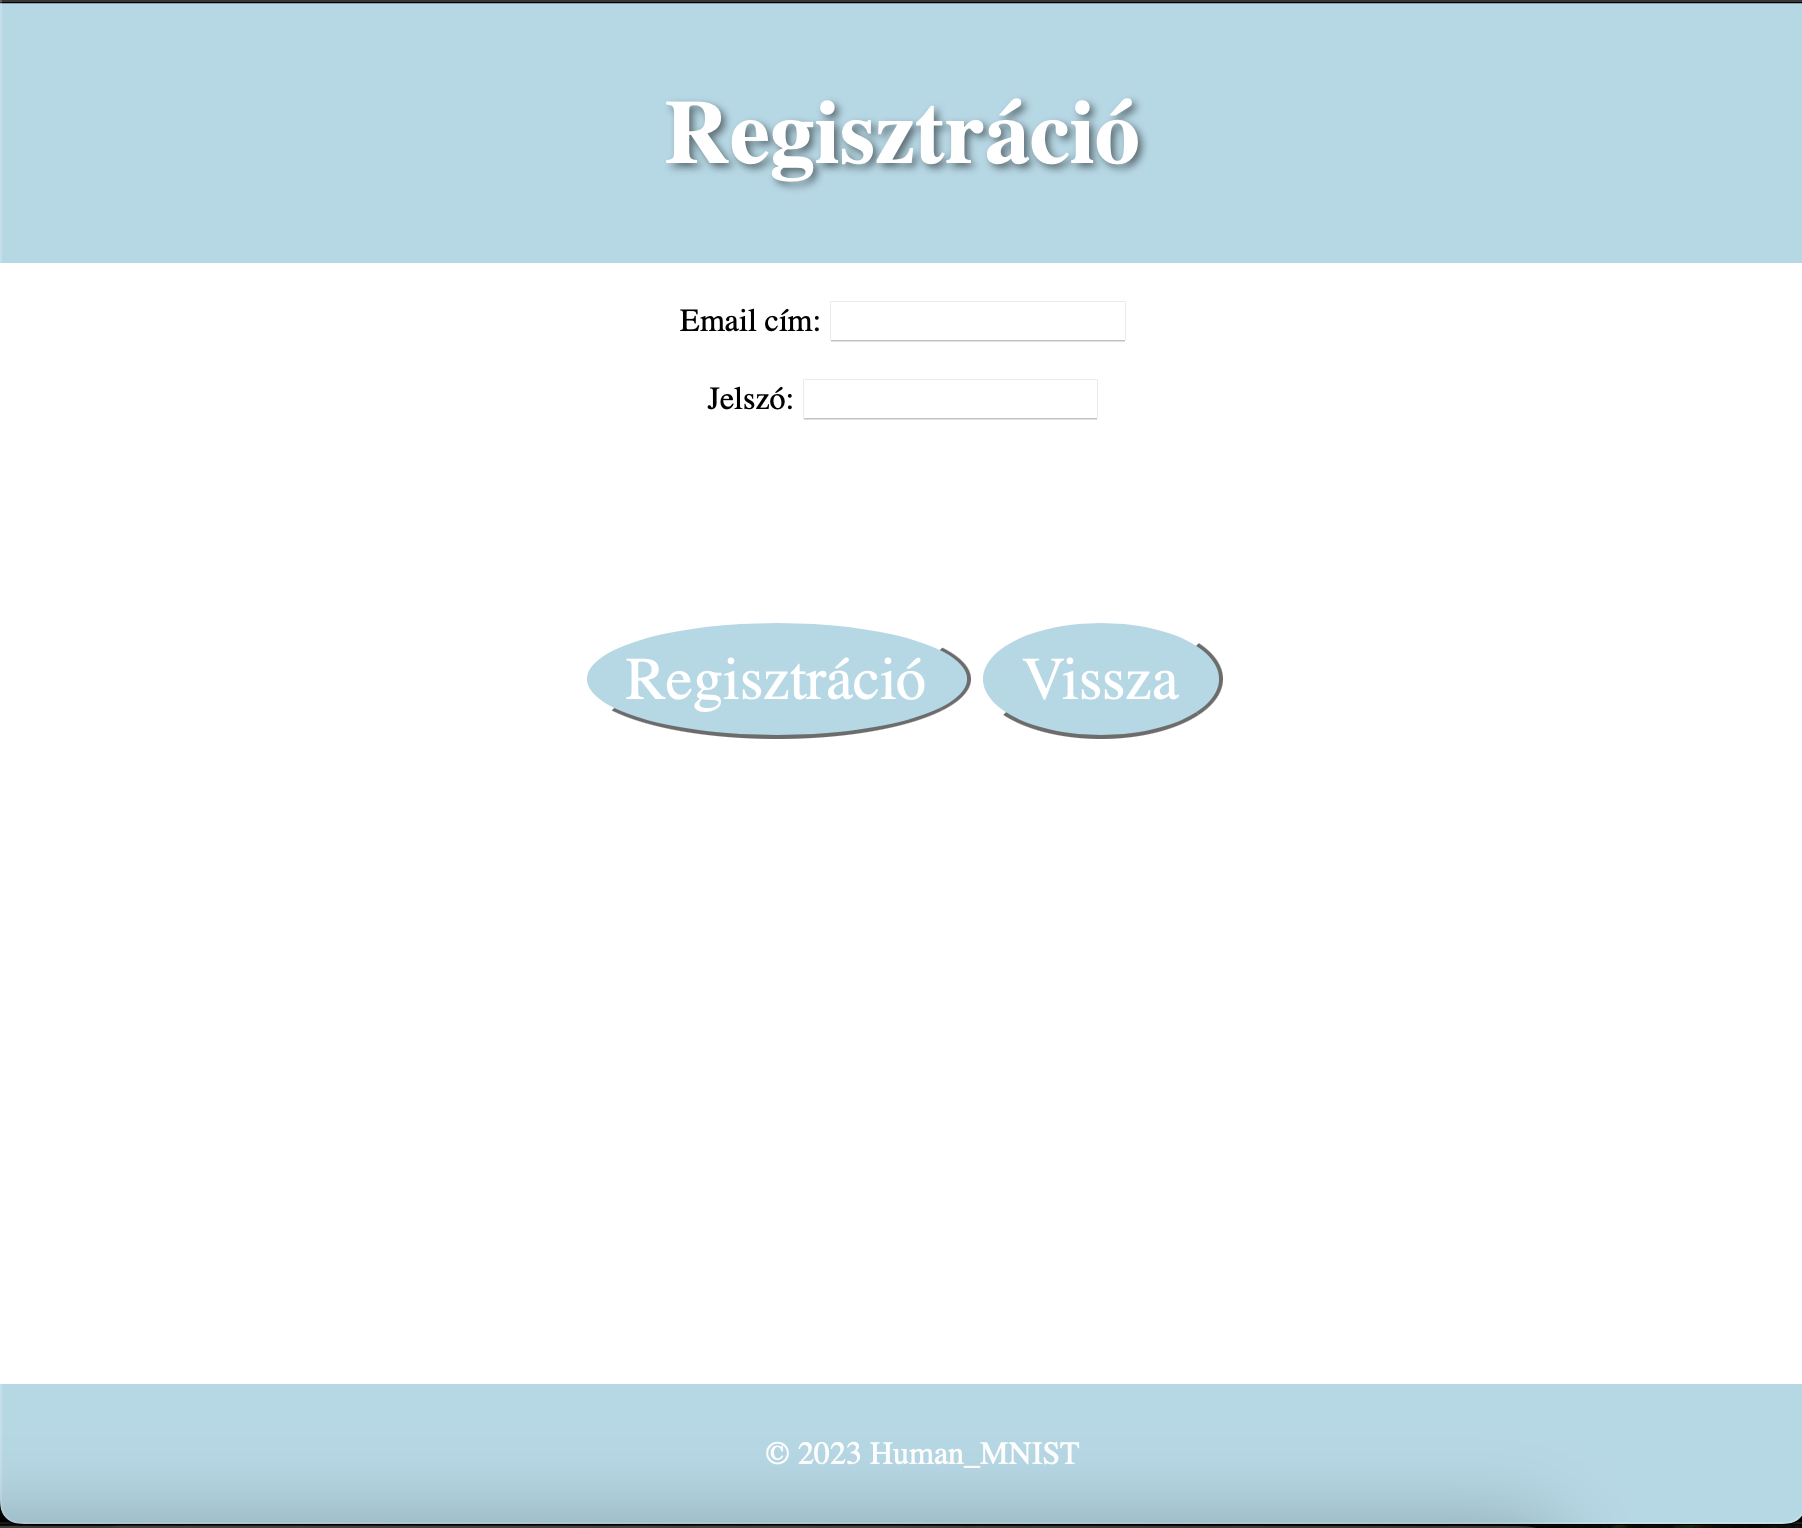 Regisztráció
Email cím:
Jelszó:
Regisztráció Vissza
© 2023 Human_MNIST